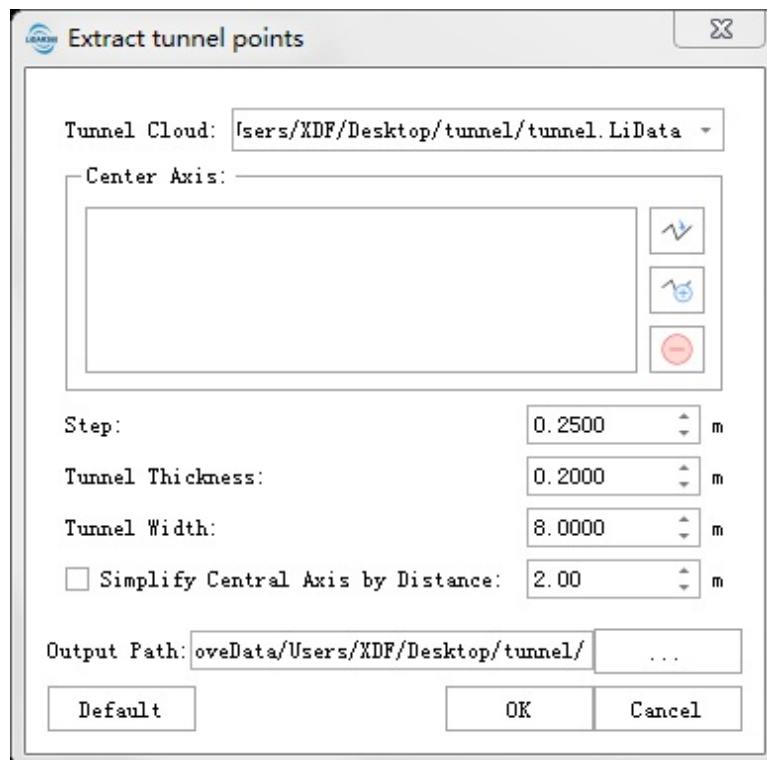 Extract tunnel points
Tunnel Cloud: sers/XDF/Desktop/tunnel/tunnel.LiData
Center Axis:
Step: 0.2500 m
Tunnel Thickness: 0.2000 m
Tunnel Width: 8.0000 m
Simplify Central Axis by Distance: 2.00 m
Output Path: oveData/Users/XDF/Desktop/tunnel/ ...
Default OK Cancel